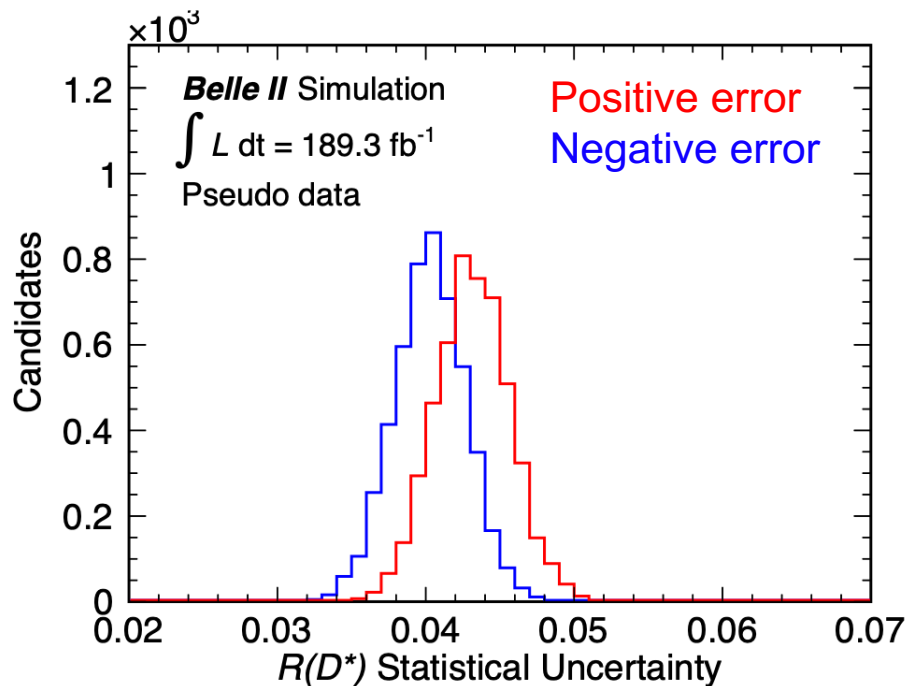 ×10³
Belle II Simulation
∫ L dt = 189.3 fb⁻¹
Pseudo data
Positive error
Negative error
Candidates
1.2
1
0.8
0.6
0.4
0.2
0
0.02 0.03 0.04 0.05 0.06 0.07
R(D*) Statistical Uncertainty